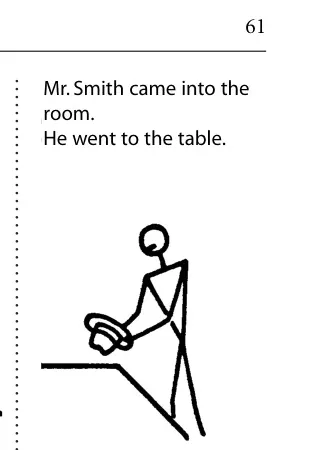 61
Mr. Smith came into the
room.
He went to the table.